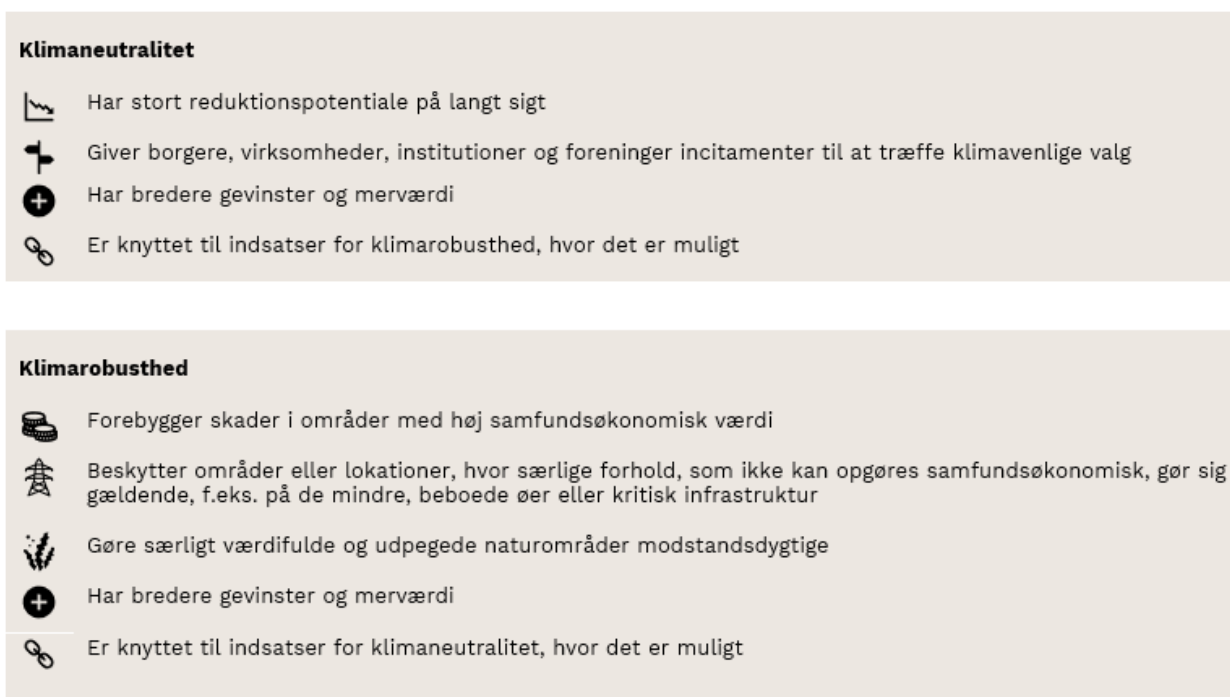 Klimaneutralitet
Har stort reduktionspotentiale på langt sigt
Giver borgere, virksomheder, institutioner og foreninger incitamenter til at træffe klimavenlige valg
Har bredere gevinster og merværdi
Er knyttet til indsatser for klimarobusthed, hvor det er muligt
Klimarobusthed
Forebygger skader i områder med høj samfundsøkonomisk værdi
Beskytter områder eller lokationer, hvor særlige forhold, som ikke kan opgøres samfundsøkonomisk, gør sig
gældende, f.eks. på de mindre, beboede øer eller kritisk infrastruktur
Gøre særligt værdifulde og udpegede naturområder modstandsdygtige
Har bredere gevinster og merværdi
Er knyttet til indsatser for klimaneutralitet, hvor det er muligt